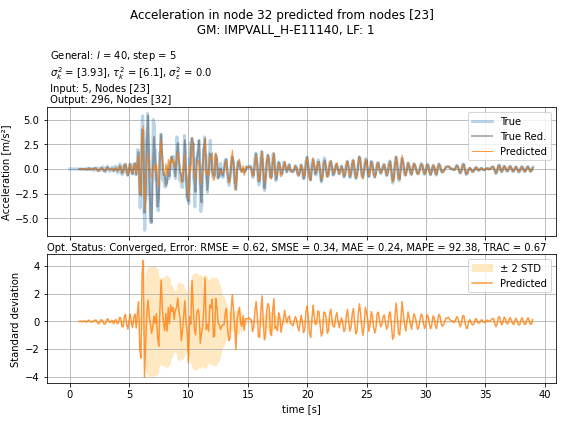 Acceleration in node 32 predicted from nodes [23]
GM: IMPVALL_H-E11140, LF: 1
General: l = 40, step = 5
σ²ₖ = [3.93], τ²ₖ = [6.1], σ²ε = 0.0
Input: 5, Nodes [23]
Output: 296, Nodes [32]
Acceleration [m/s²]
5.0
2.5
0.0
−2.5
−5.0
True
True Red.
Predicted
Opt. Status: Converged, Error: RMSE = 0.62, SMSE = 0.34, MAE = 0.24, MAPE = 92.38, TRAC = 0.67
Standard deviation
4
2
0
−2
−4
± 2 STD
Predicted
0 5 10 15 20 25 30 35 40
time [s]